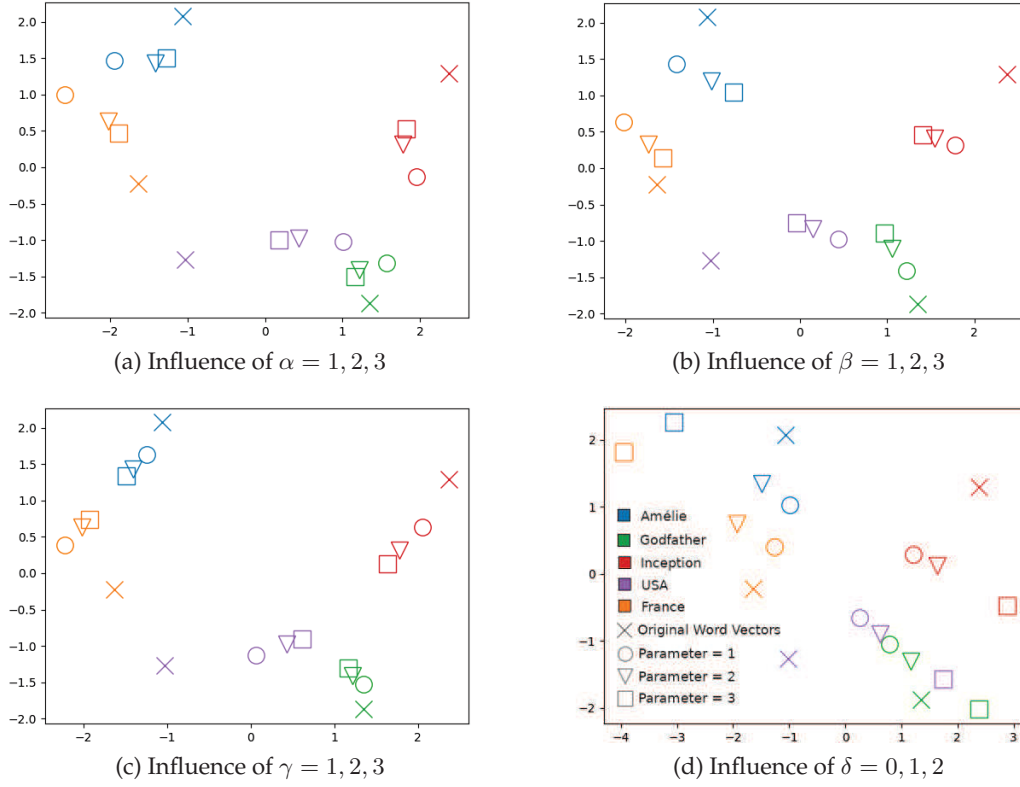 2.0
1.5
1.0
0.5
0.0
−0.5
−1.0
−1.5
−2.0
−2 −1 0 1 2
(a) Influence of α = 1, 2, 3
2.0
1.5
1.0
0.5
0.0
−0.5
−1.0
−1.5
−2.0
−2 −1 0 1 2
(b) Influence of β = 1, 2, 3
2.0
1.5
1.0
0.5
0.0
−0.5
−1.0
−1.5
−2.0
−2 −1 0 1 2
(c) Influence of γ = 1, 2, 3
2
1
0
−1
−2
Amélie
Godfather
Inception
USA
France
Original Word Vectors
Parameter = 1
Parameter = 2
Parameter = 3
−4 −3 −2 −1 0 1 2 3
(d) Influence of δ = 0, 1, 2